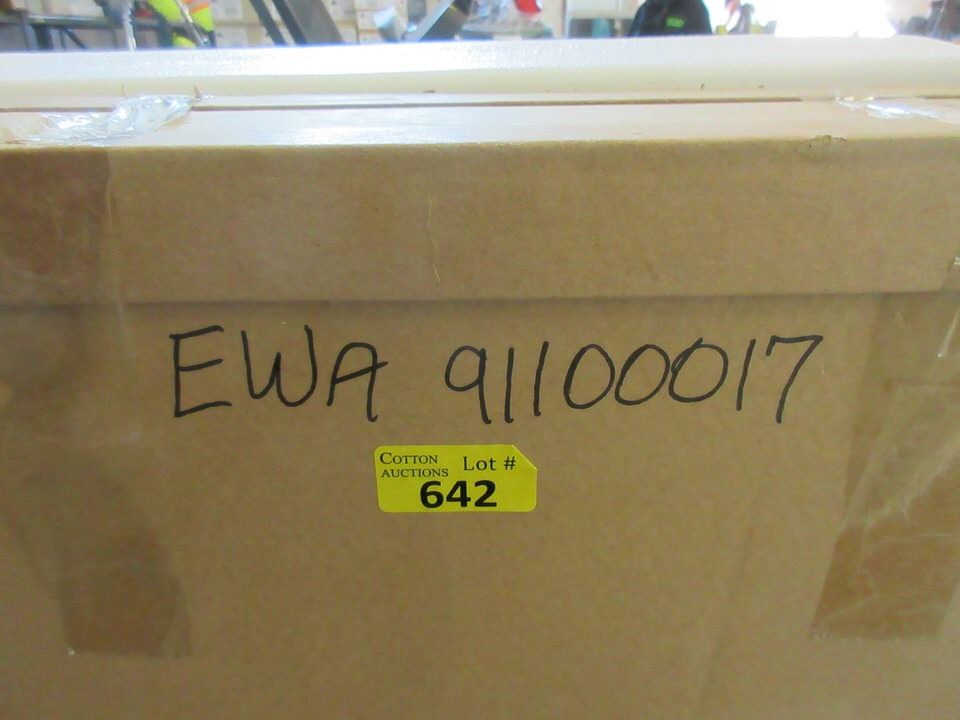 EWA 91100017
COTTON AUCTIONS Lot #
642